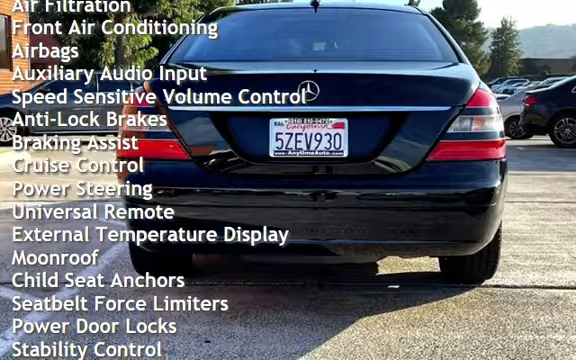 Air Filtration
Front Air Conditioning
Airbags
Auxiliary Audio Input
Speed Sensitive Volume Control
Anti-Lock Brakes
Braking Assist
Cruise Control
Power Steering
Universal Remote
External Temperature Display
Moonroof
Child Seat Anchors
Seatbelt Force Limiters
Power Door Locks
Stability Control
California
5ZEV930
www.AnytimeAuto.com